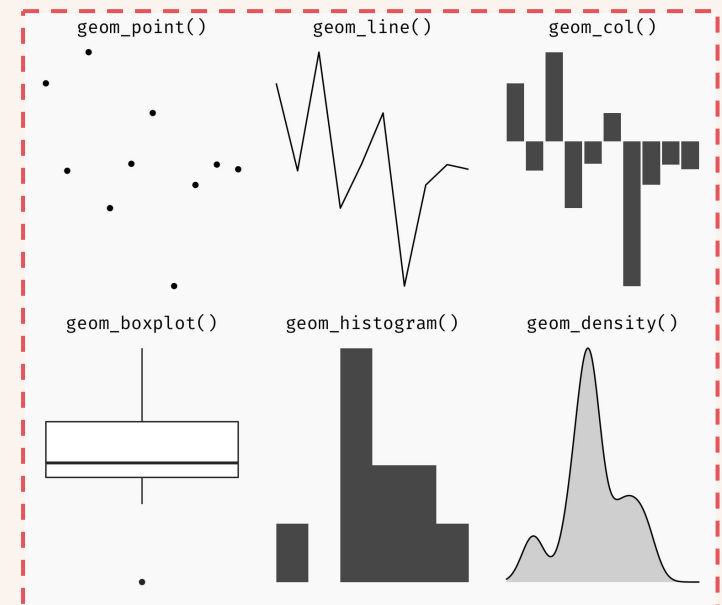 geom_point()
geom_line()
geom_col()
geom_boxplot()
geom_histogram()
geom_density()